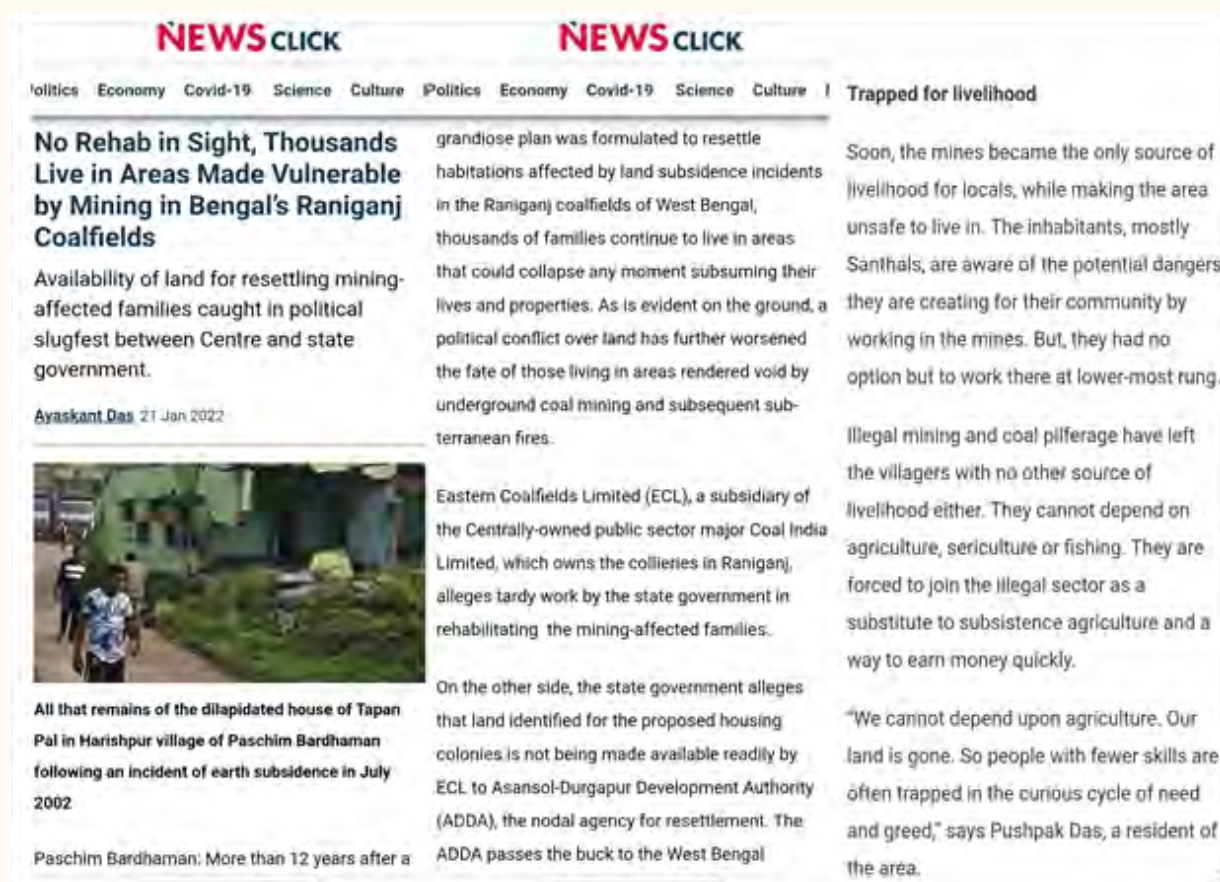 NEWSCLICK
olitics Economy Covid-19 Science Culture
No Rehab in Sight, Thousands
Live in Areas Made Vulnerable
by Mining in Bengal's Raniganj
Coalfields
Availability of land for resettling mining-
affected families caught in political
slugfest between Centre and state
government.
Ayaskant Das 21 Jan 2022
All that remains of the dilapidated house of Tapan
Pal in Harishpur village of Paschim Bardhaman
following an incident of earth subsidence in July
2002
Paschim Bardhaman: More than 12 years after a
NEWSCLICK
Politics Economy Covid-19 Science Culture
grandiose plan was formulated to resettle
habitations affected by land subsidence incidents
in the Raniganj coalfields of West Bengal,
thousands of families continue to live in areas
that could collapse any moment subsuming their
lives and properties. As is evident on the ground, a
political conflict over land has further worsened
the fate of those living in areas rendered void by
underground coal mining and subsequent sub-
terranean fires.
Eastern Coalfields Limited (ECL), a subsidiary of
the Centrally-owned public sector major Coal India
Limited, which owns the collieries in Raniganj,
alleges tardy work by the state government in
rehabilitating the mining-affected families.
On the other side, the state government alleges
that land identified for the proposed housing
colonies is not being made available readily by
ECL to Asansol-Durgapur Development Authority
(ADDA), the nodal agency for resettlement. The
ADDA passes the buck to the West Bengal
Trapped for livelihood
Soon, the mines became the only source of
livelihood for locals, while making the area
unsafe to live in. The inhabitants, mostly
Santhals, are aware of the potential dangers
they are creating for their community by
working in the mines. But, they had no
option but to work there at lower-most rung.
Illegal mining and coal pilferage have left
the villagers with no other source of
livelihood either. They cannot depend on
agriculture, sericulture or fishing. They are
forced to join the illegal sector as a
substitute to subsistence agriculture and a
way to earn money quickly.
"We cannot depend upon agriculture. Our
land is gone. So people with fewer skills are
often trapped in the curious cycle of need
and greed," says Pushpak Das, a resident of
the area.